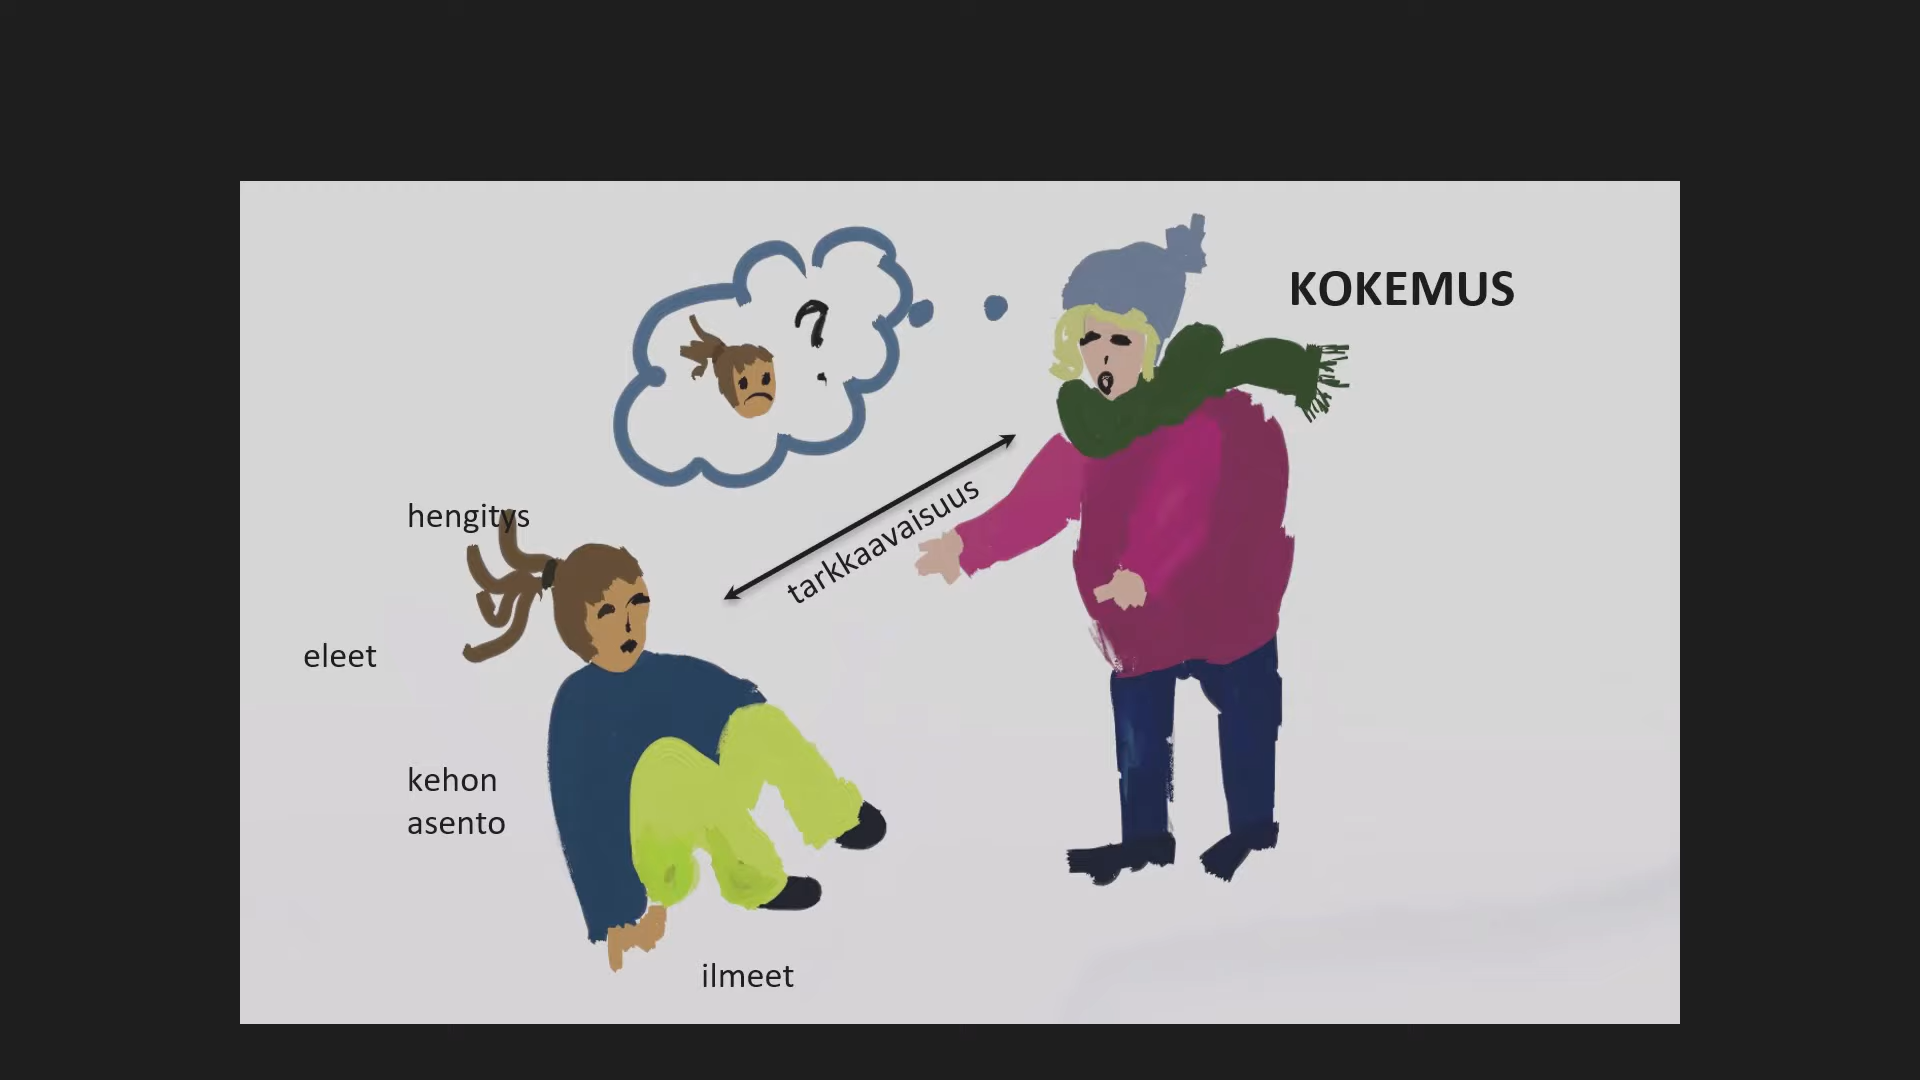 KOKEMUS
?
tarkkaavaisuus
hengitys
eleet
kehon
asento
ilmeet